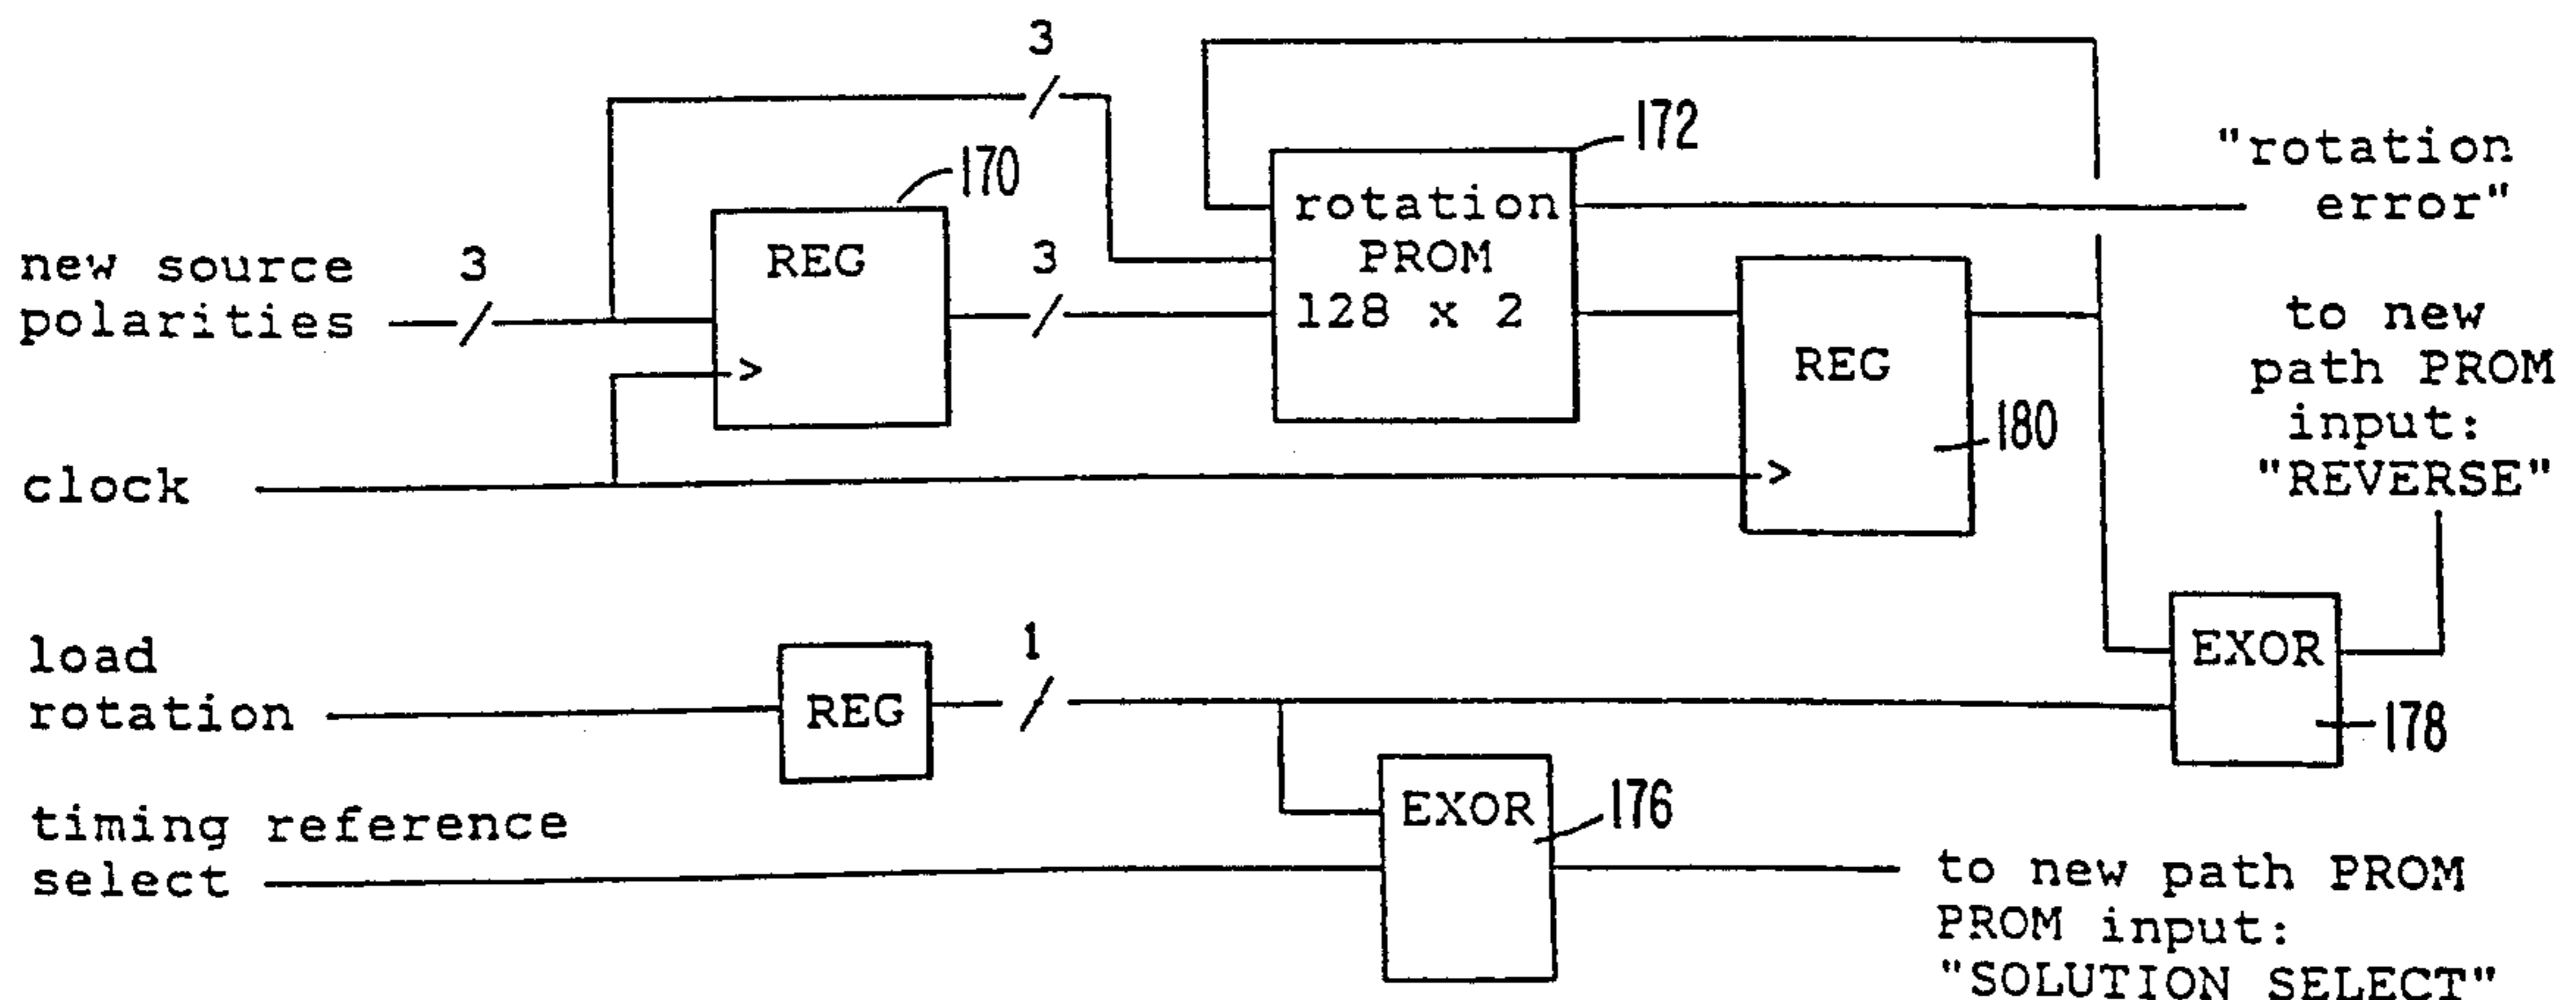 3
172
"rotation
error"
170
REG
rotation
PROM
128 x 2
new source
polarities
3
3
REG
180
to new
path PROM
input:
"REVERSE"
>
clock
>
load
rotation
REG
1
EXOR
178
timing reference
select
EXOR
176
to new path PROM
PROM input:
"SOLUTION SELECT"